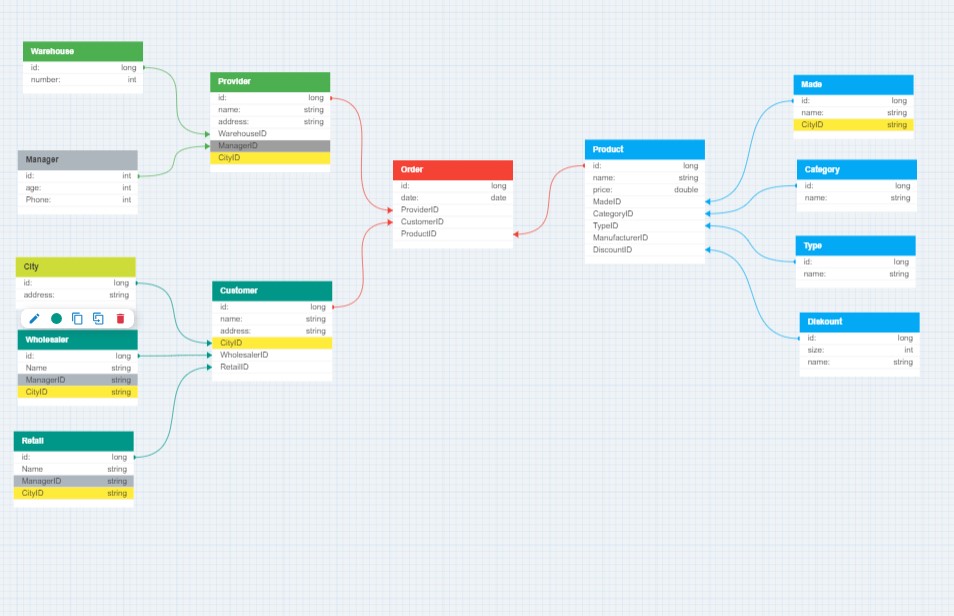 Warehouse
id: long
number: int
Provider
id: long
name: string
address: string
WarehouseID
ManagerID
CityID
Manager
id: int
age: int
Phone: int
City
id: long
address: string
Wholesaler
id: long
Name string
ManagerID string
CityID string
Retail
id: long
Name string
ManagerID string
CityID string
Customer
id: long
name: string
address: string
CityID
WholesalerID
RetailID
Order
id: long
date: date
ProviderID
CustomerID
ProductID
Product
id: long
name: string
price: double
MadeID
CategoryID
TypeID
ManufacturerID
DiscountID
Made
id: long
name: string
CityID string
Category
id: long
name: string
Type
id: long
name: string
Diskount
id: long
size: int
name: string